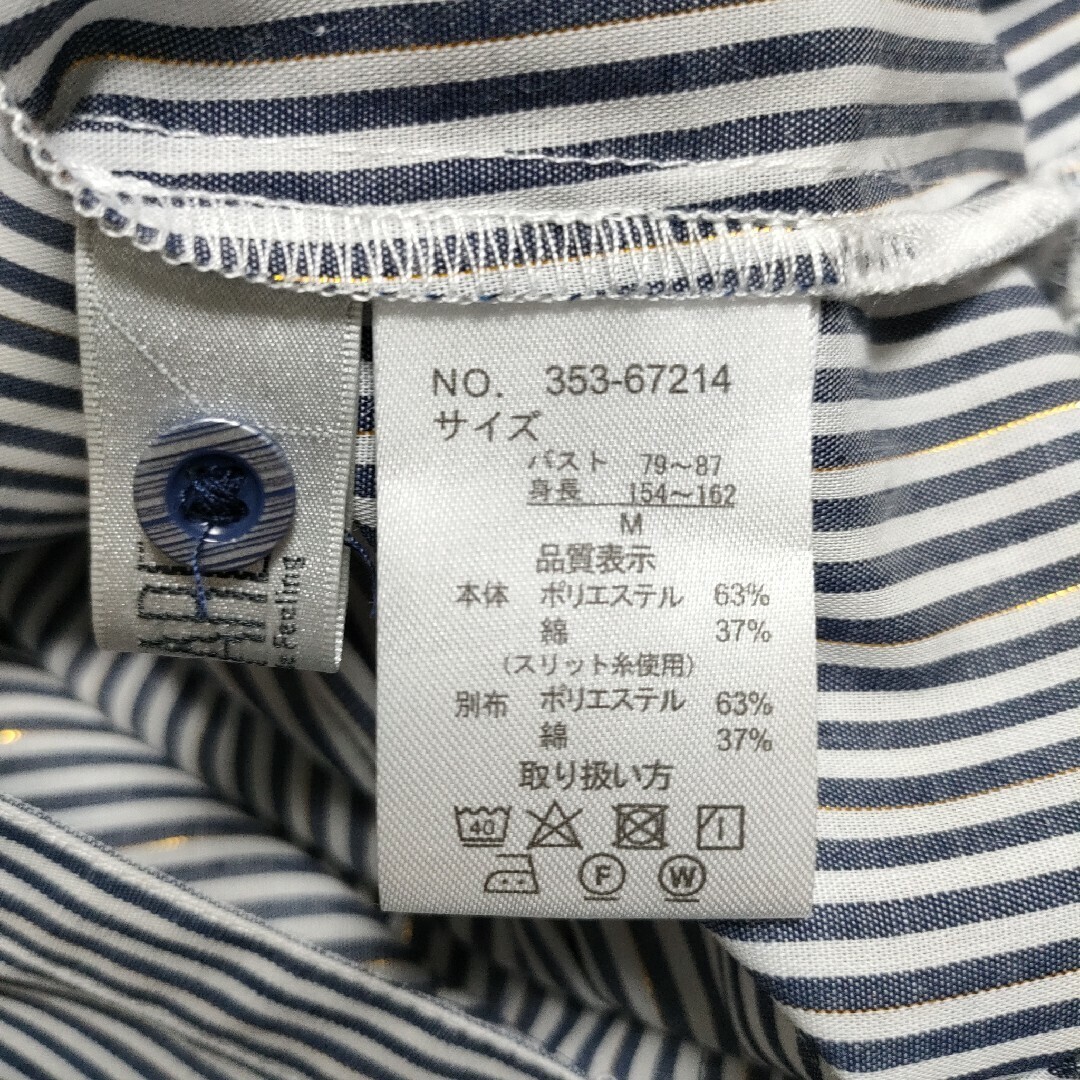 NO. 353-67214
サイズ
バスト 79～87
身長 154～162
M
品質表示
本体 ポリエステル 63%
綿 37%
(スリット糸使用)
別布 ポリエステル 63%
綿 37%
取り扱い方
40
F W
Feeling